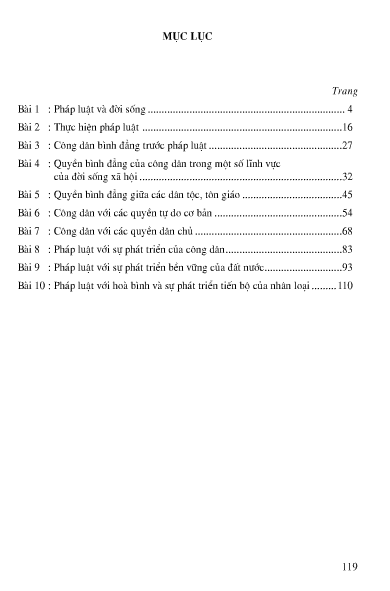 MỤC LỤC
Trang
Bài 1 : Pháp luật và đời sống ........................................................................ 4
Bài 2 : Thực hiện pháp luật .........................................................................16
Bài 3 : Công dân bình đẳng trước pháp luật.................................................27
Bài 4 : Quyền bình đẳng của công dân trong một số lĩnh vực
của đời sống xã hội ..........................................................................32
Bài 5 : Quyền bình đẳng giữa các dân tộc, tôn giáo .....................................45
Bài 6 : Công dân với các quyền tự do cơ bản ...............................................54
Bài 7 : Công dân với các quyền dân chủ ......................................................68
Bài 8 : Pháp luật với sự phát triển của công dân...........................................83
Bài 9 : Pháp luật với sự phát triển bền vững của đất nước............................93
Bài 10 : Pháp luật với hoà bình và sự phát triển tiến bộ của nhân loại ......... 110
119